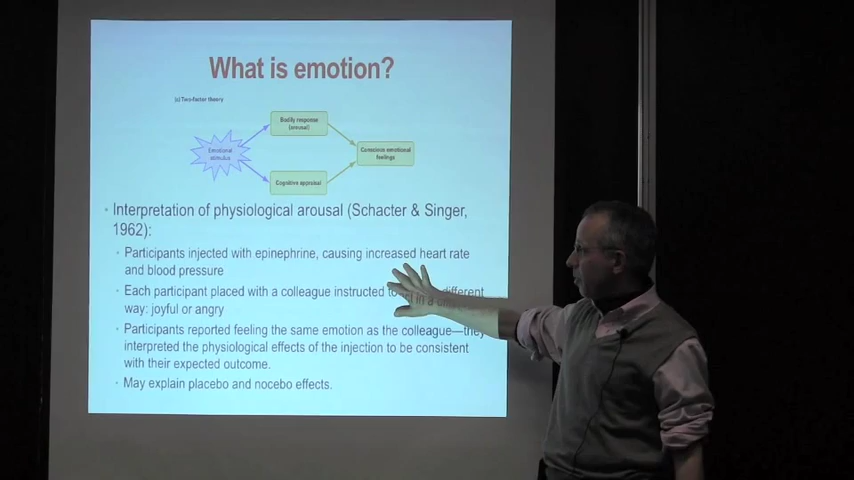 What is emotion?
(c) Two-factor theory
Bodily response
(arousal)
Emotional
stimulus
Conscious emotional
feelings
Cognitive appraisal
• Interpretation of physiological arousal (Schacter & Singer,
1962):
• Participants injected with epinephrine, causing increased heart rate
and blood pressure
• Each participant placed with a colleague instructed to different
way: joyful or angry
• Participants reported feeling the same emotion as the colleague—they
interpreted the physiological effects of the injection to be consistent
with their expected outcome.
• May explain placebo and nocebo effects.